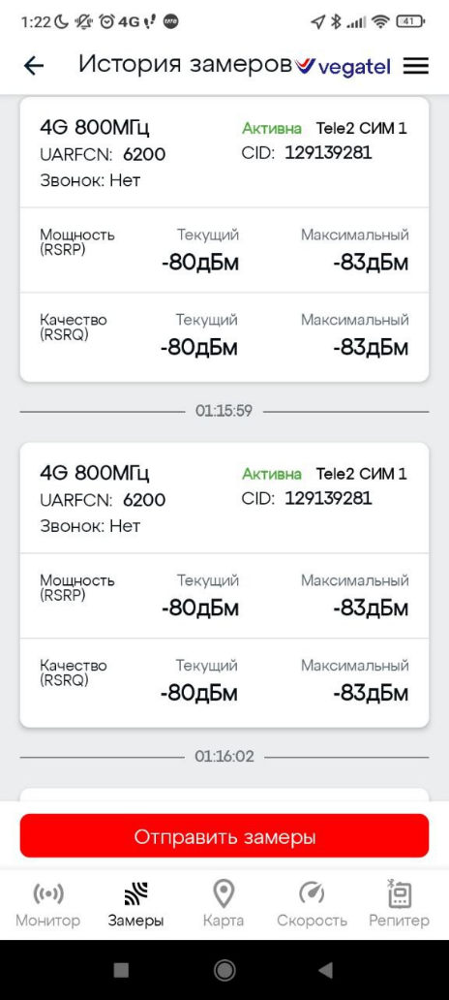 1:22 4G 41
История замеров vegatel
4G 800МГц Активна Tele2 СИМ 1
UARFCN: 6200 CID: 129139281
Звонок: Нет
Мощность Текущий Максимальный
(RSRP) -80дБм -83дБм
Качество Текущий Максимальный
(RSRQ) -80дБм -83дБм
01:15:59
4G 800МГц Активна Tele2 СИМ 1
UARFCN: 6200 CID: 129139281
Звонок: Нет
Мощность Текущий Максимальный
(RSRP) -80дБм -83дБм
Качество Текущий Максимальный
(RSRQ) -80дБм -83дБм
01:16:02
Отправить замеры
Монитор Замеры Карта Скорость Репитер